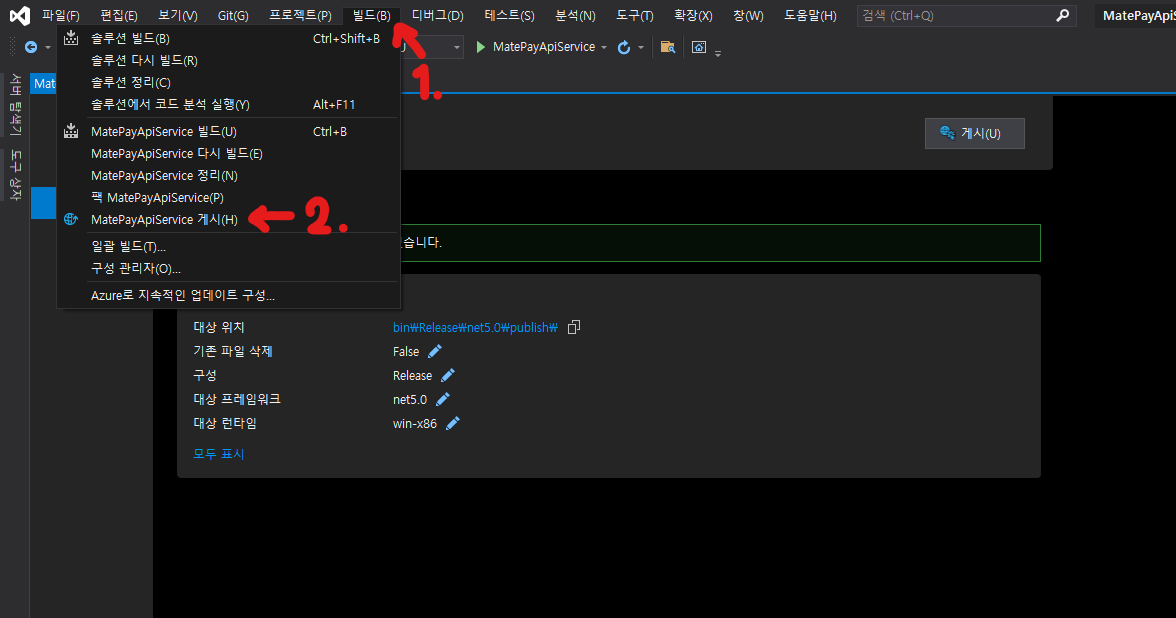 파일(F) 편집(E) 보기(V) Git(G) 프로젝트(P) 빌드(B) 디버그(D) 테스트(S) 분석(N) 도구(T) 확장(X) 창(W) 도움말(H) 검색 (Ctrl+Q) MatePayApi
솔루션 빌드(B) Ctrl+Shift+B
MatePayApiService
솔루션 다시 빌드(R)
솔루션 정리(C)
솔루션에서 코드 분석 실행(Y) Alt+F11
1.
서버 탐색기
도구 상자
Mat
MatePayApiService 빌드(U) Ctrl+B
MatePayApiService 다시 빌드(E)
MatePayApiService 정리(N)
팩 MatePayApiService(P)
MatePayApiService 게시(H)
2.
일괄 빌드(T)...
구성 관리자(O)...
Azure로 지속적인 업데이트 구성...
게시(U)
습니다.
대상 위치 bin₩Release₩net5.0₩publish₩
기존 파일 삭제 False
구성 Release
대상 프레임워크 net5.0
대상 런타임 win-x86
모두 표시